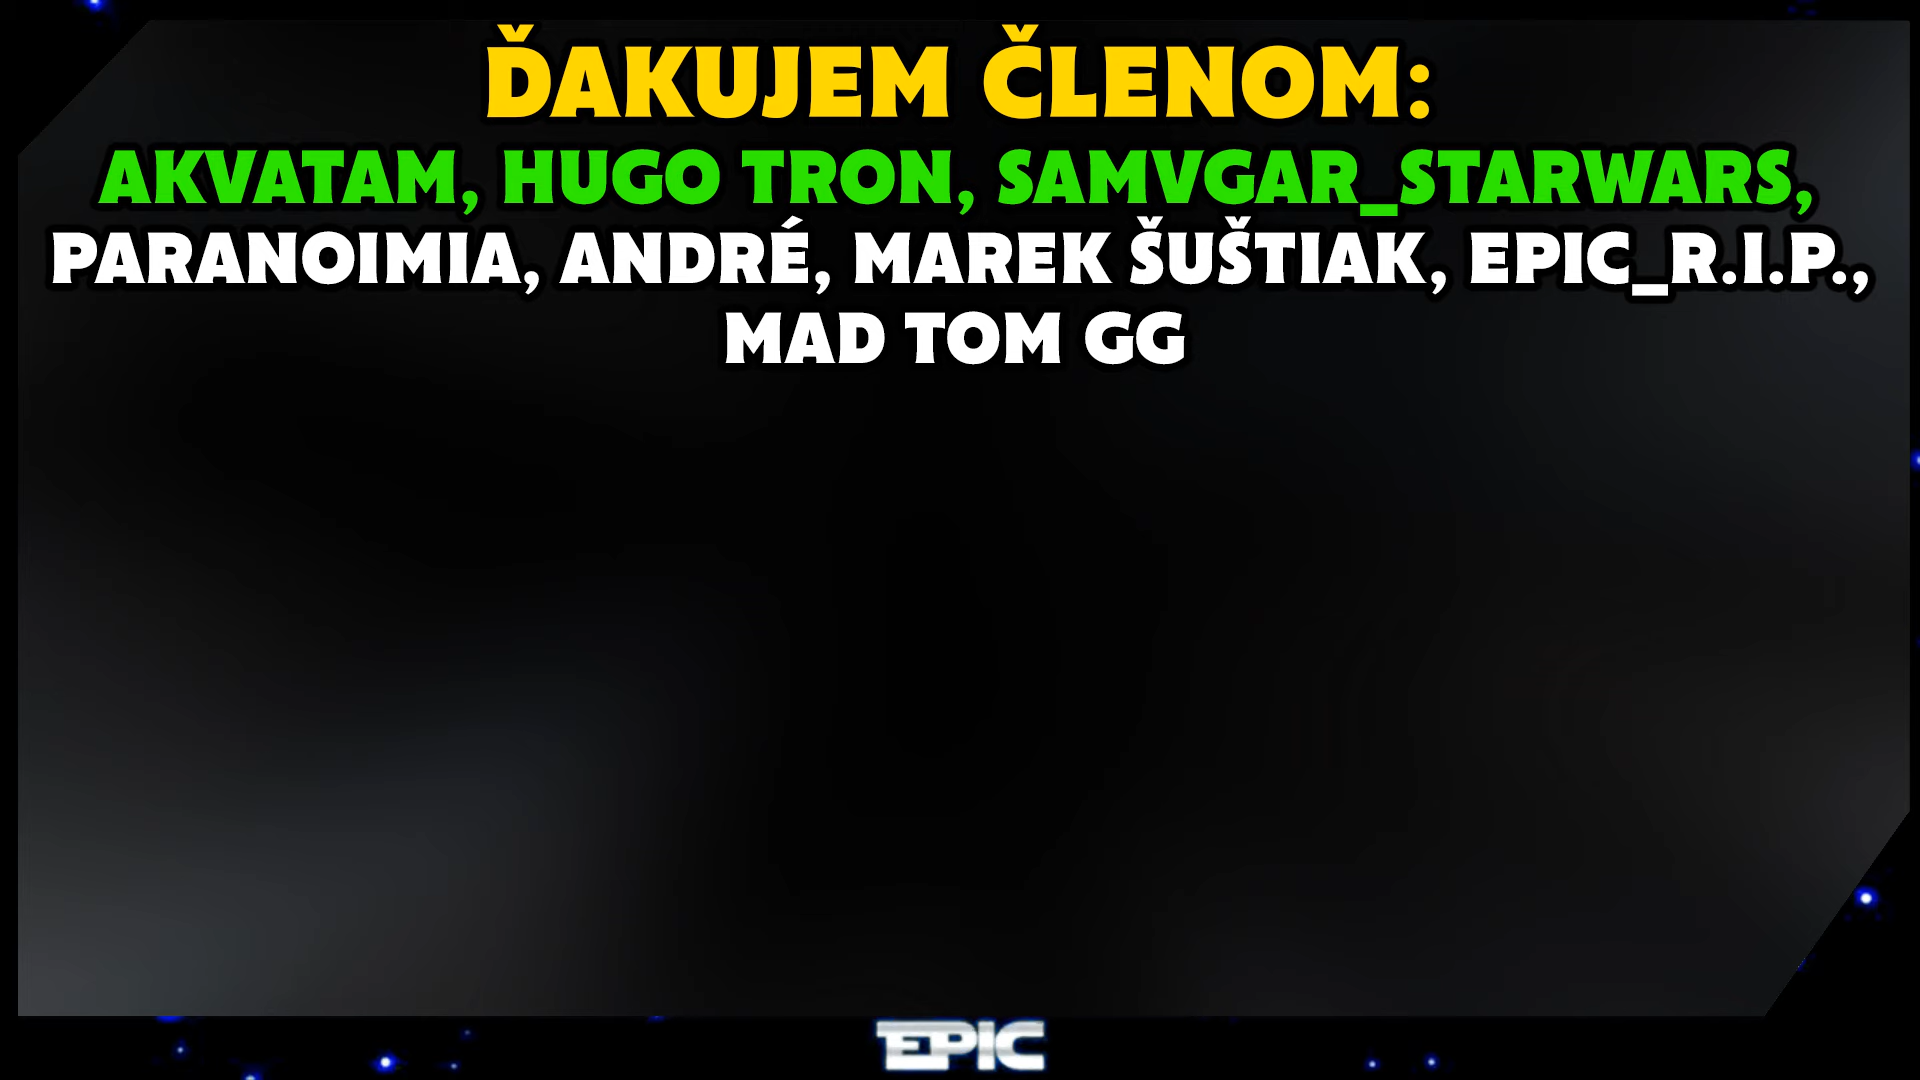 ĎAKUJEM ČLENOM:
AKVATAM, HUGO TRON, SAMVGAR_STARWARS,
PARANOIMIA, ANDRÉ, MAREK ŠUŠTIAK, EPIC_R.I.P.,
MAD TOM GG
EPIC